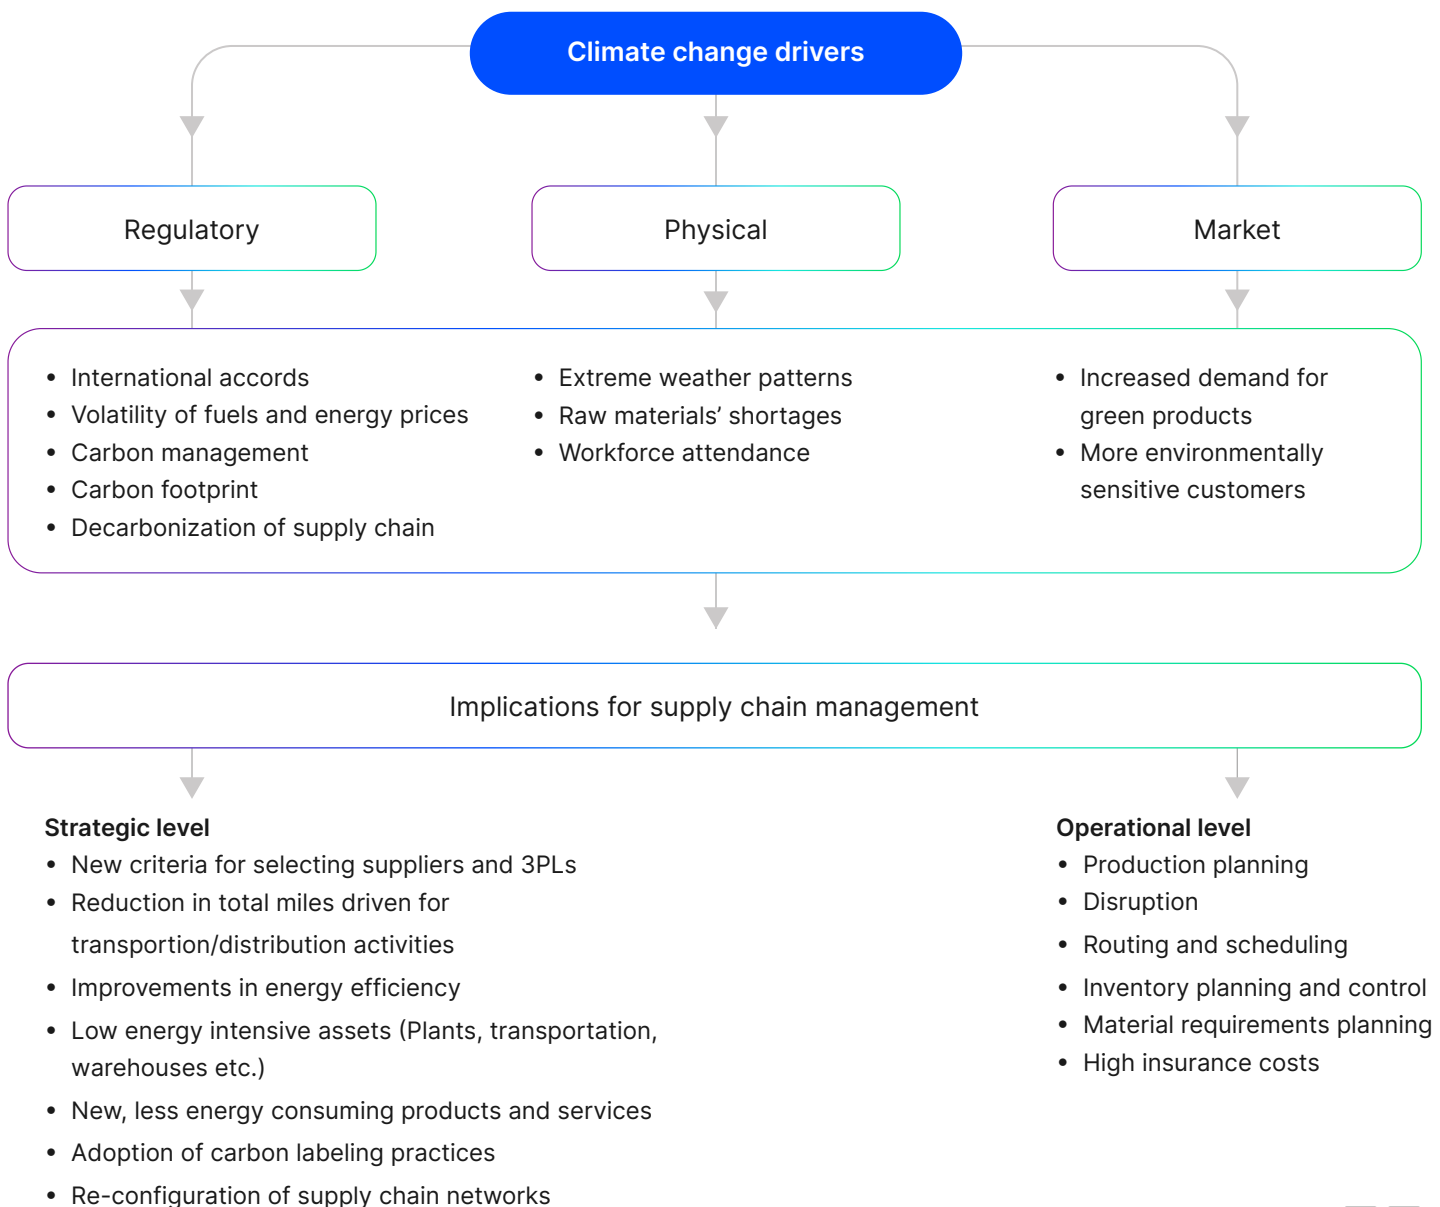 Climate change drivers
Regulatory
Physical
Market
• International accords
• Volatility of fuels and energy prices
• Carbon management
• Carbon footprint
• Decarbonization of supply chain
• Extreme weather patterns
• Raw materials’ shortages
• Workforce attendance
• Increased demand for
green products
• More environmentally
sensitive customers
Implications for supply chain management
Strategic level
• New criteria for selecting suppliers and 3PLs
• Reduction in total miles driven for
transportion/distribution activities
• Improvements in energy efficiency
• Low energy intensive assets (Plants, transportation,
warehouses etc.)
• New, less energy consuming products and services
• Adoption of carbon labeling practices
• Re-configuration of supply chain networks
Operational level
• Production planning
• Disruption
• Routing and scheduling
• Inventory planning and control
• Material requirements planning
• High insurance costs